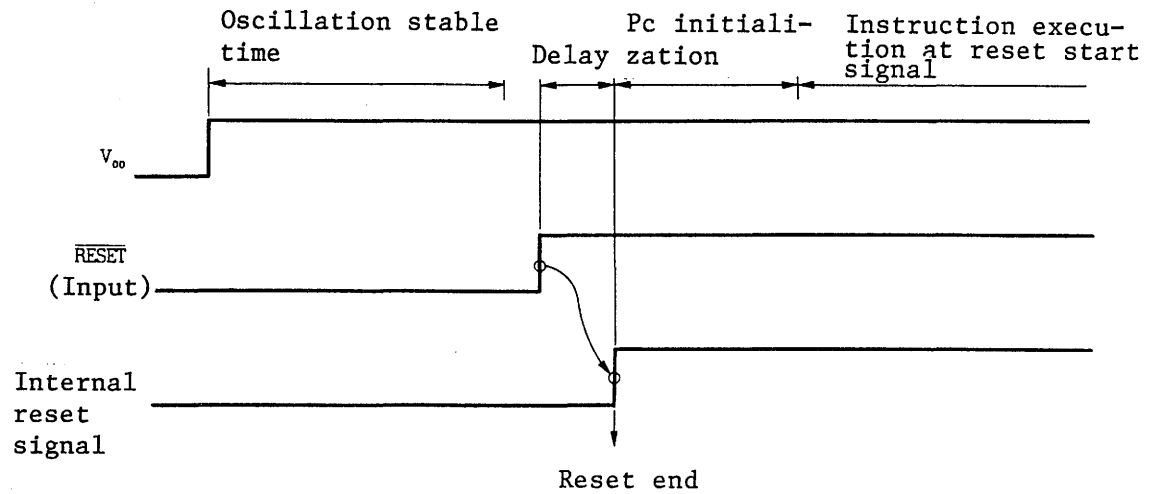 Oscillation stable
time
Delay
Pc initiali-
zation
Instruction execu-
tion at reset start
signal
V₀₀
R̅E̅S̅E̅T̅
(Input)
Internal
reset
signal
Reset end